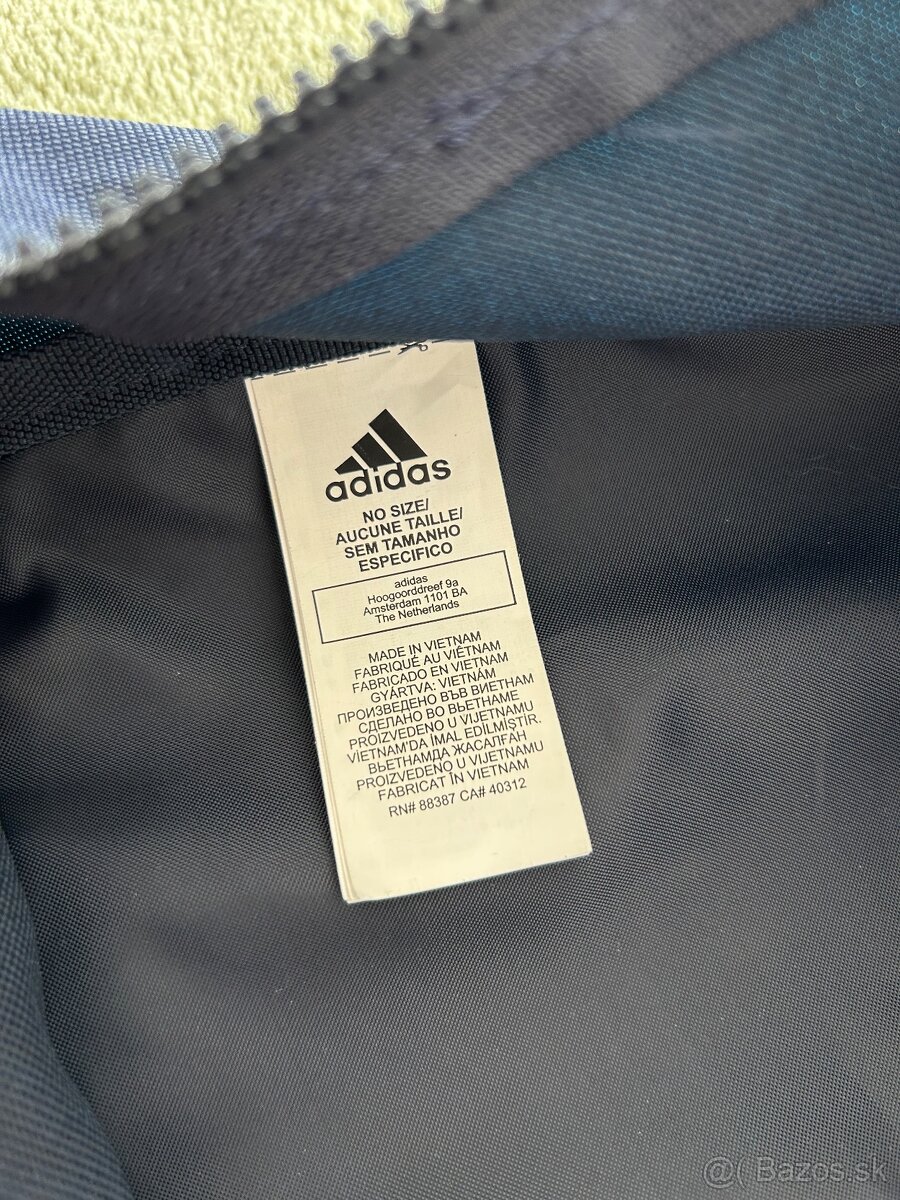 adidas
NO SIZE/
AUCUNE TAILLE/
SEM TAMANHO
ESPECIFICO
adidas
Hoogoorddreef 9a
Amsterdam 1101 BA
The Netherlands
MADE IN VIETNAM
FABRIQUÉ AU VIÊTNAM
FABRICADO EN VIETNAM
GYÁRTVA: VIETNÁM
ПРОИЗВЕДЕНО ВЪВ ВИЕТНАМ
СДЕЛАНО ВО ВЬЕТНАМЕ
PROIZVEDENO U VIJETNAMU
VİETNAM'DA İMAL EDİLMİŞTİR.
ВЬЕТНАМДА ЖАСАЛҒАН
PROIZVEDENO U VIJETNAMU
FABRICAT ÎN VIETNAM
RN# 88387 CA# 40312
@( Bazos.sk